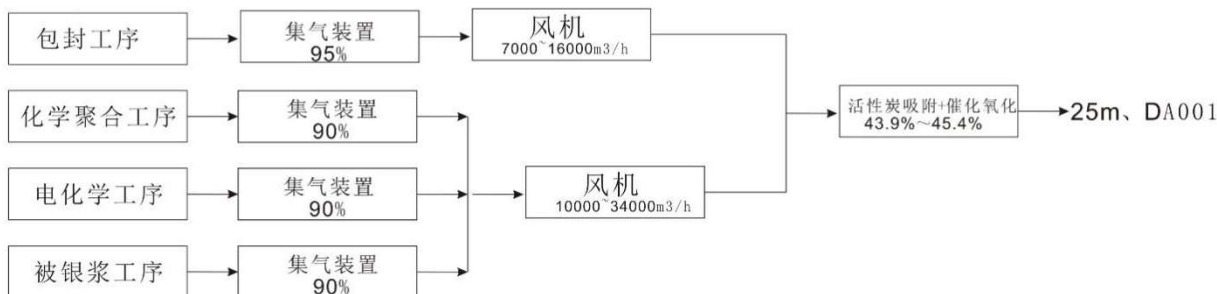 包封工序
集气装置
95%
风机
7000~16000m3/h
化学聚合工序
集气装置
90%
活性炭吸附+催化氧化
43.9%～45.4%
25m、DA001
电化学工序
集气装置
90%
风机
10000~34000m3/h
被银浆工序
集气装置
90%